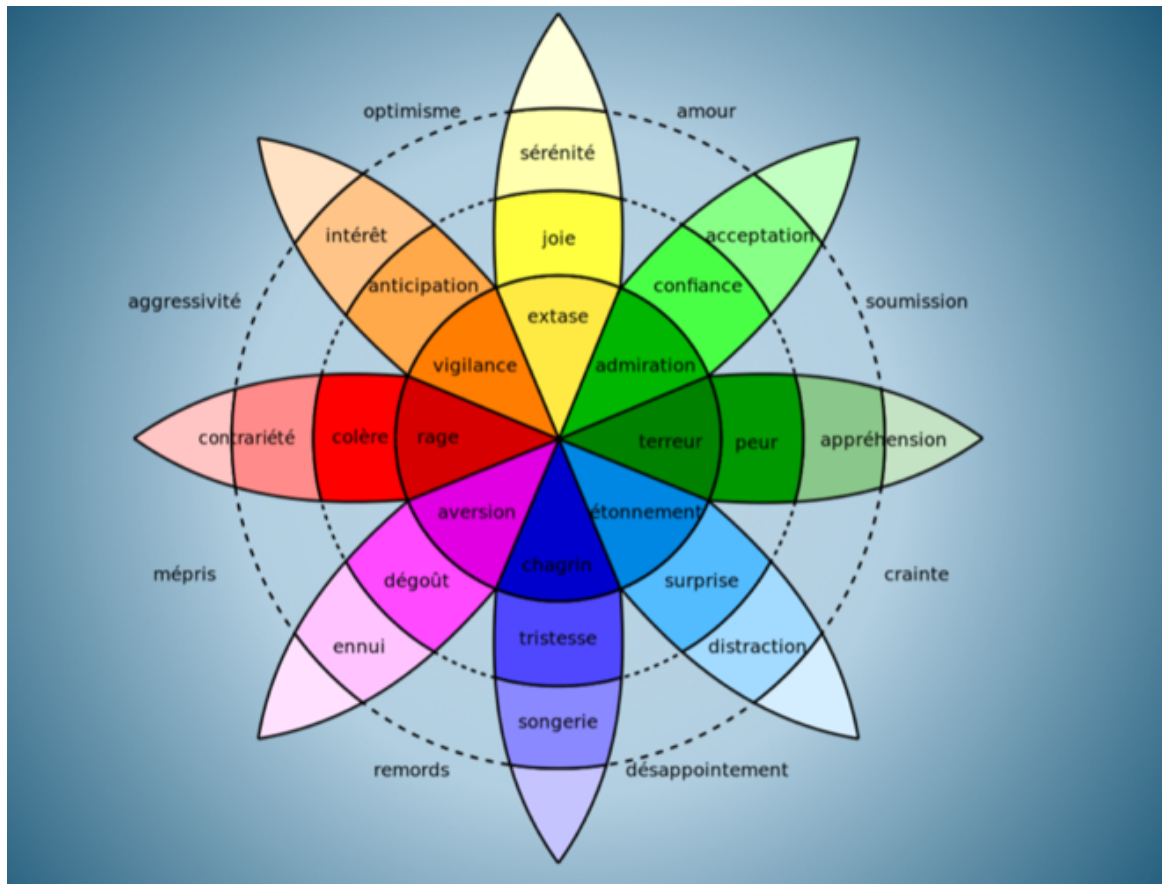 optimisme
amour
sérénité
intérêt
acceptation
joie
anticipation
confiance
aggressivité
soumission
extase
vigilance
admiration
contrariété
colère
rage
terreur
peur
appréhension
aversion
étonnement
mépris
dégoût
chagrin
surprise
crainte
ennui
tristesse
distraction
songerie
remords
désappointement